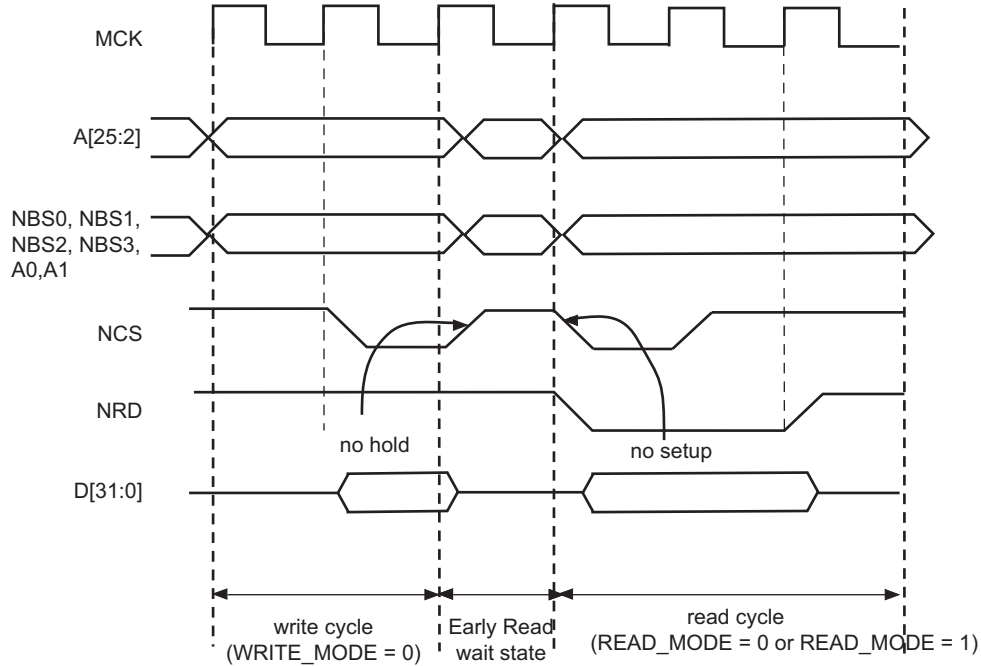 MCK
A[25:2]
NBS0, NBS1,
NBS2, NBS3,
A0,A1
NCS
NRD
no hold
no setup
D[31:0]
write cycle
(WRITE_MODE = 0)
Early Read
wait state
read cycle
(READ_MODE = 0 or READ_MODE = 1)